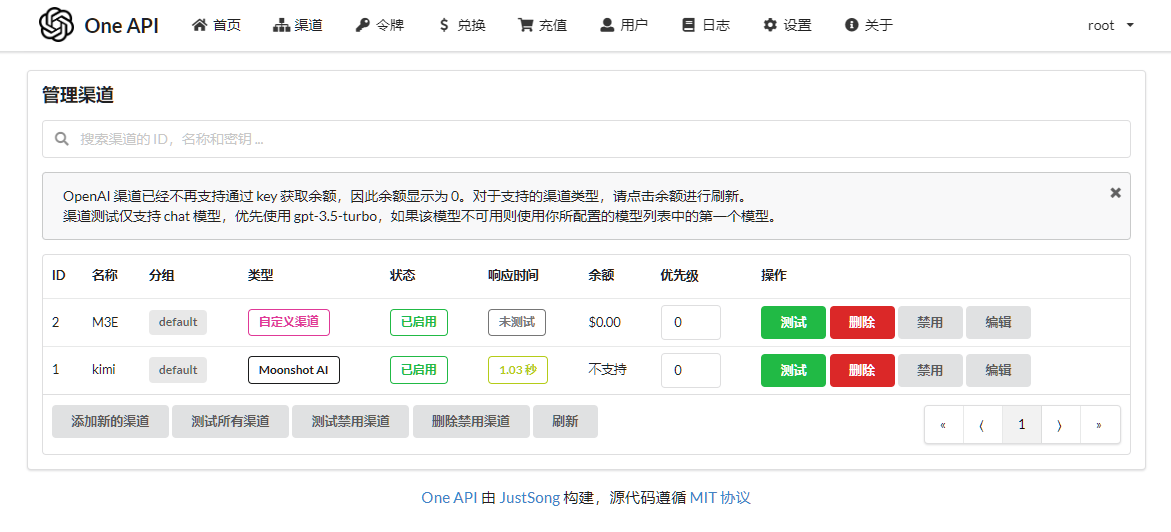 One API 首页 渠道 令牌 兑换 充值 用户 日志 设置 关于 root
管理渠道
搜索渠道的 ID，名称和密钥 ...
OpenAI 渠道已经不再支持通过 key 获取余额，因此余额显示为 0。对于支持的渠道类型，请点击余额进行刷新。
渠道测试仅支持 chat 模型，优先使用 gpt-3.5-turbo，如果该模型不可用则使用你所配置的模型列表中的第一个模型。
ID 名称 分组 类型 状态 响应时间 余额 优先级 操作
2 M3E default 自定义渠道 已启用 未测试 $0.00 0 测试 删除 禁用 编辑
1 kimi default Moonshot AI 已启用 1.03 秒 不支持 0 测试 删除 禁用 编辑
添加新的渠道 测试所有渠道 测试禁用渠道 删除禁用渠道 刷新 « ⟨ 1 ⟩ »
One API 由 JustSong 构建，源代码遵循 MIT 协议